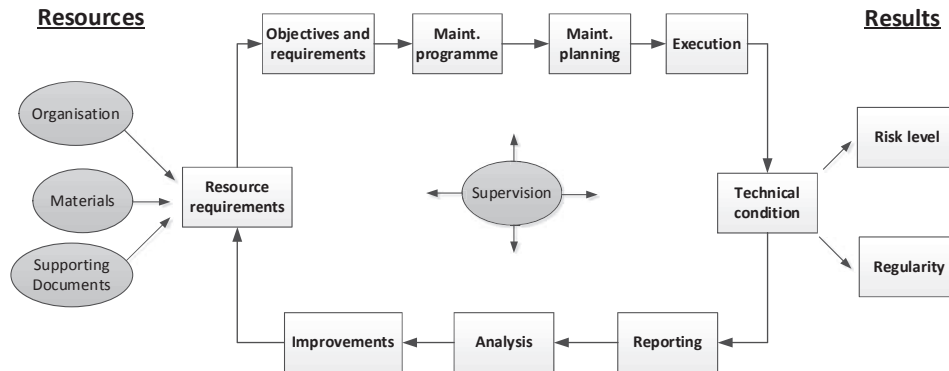 Resources
Results
Objectives and
requirements
Maint.
programme
Maint.
planning
Execution
Organisation
Materials
Supporting
Documents
Resource
requirements
Supervision
Technical
condition
Risk level
Regularity
Improvements
Analysis
Reporting